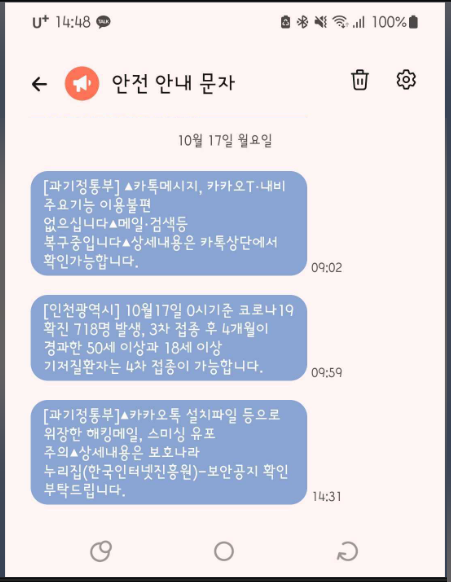 U⁺ 14:48 TALK 100%
안전 안내 문자
10월 17일 월요일
[과기정통부]▲카톡메시지, 카카오T·내비
주요기능 이용불편
없으십니다▲메일·검색등
복구중입니다▲상세내용은 카톡상단에서
확인가능합니다.
09:02
[인천광역시] 10월17일 0시기준 코로나19
확진 718명 발생, 3차 접종 후 4개월이
경과한 50세 이상과 18세 이상
기저질환자는 4차 접종이 가능합니다.
09:59
[과기정통부]▲카카오톡 설치파일 등으로
위장한 해킹메일, 스미싱 유포
주의▲상세내용은 보호나라
누리집(한국인터넷진흥원)-보안공지 확인
부탁드립니다.
14:31